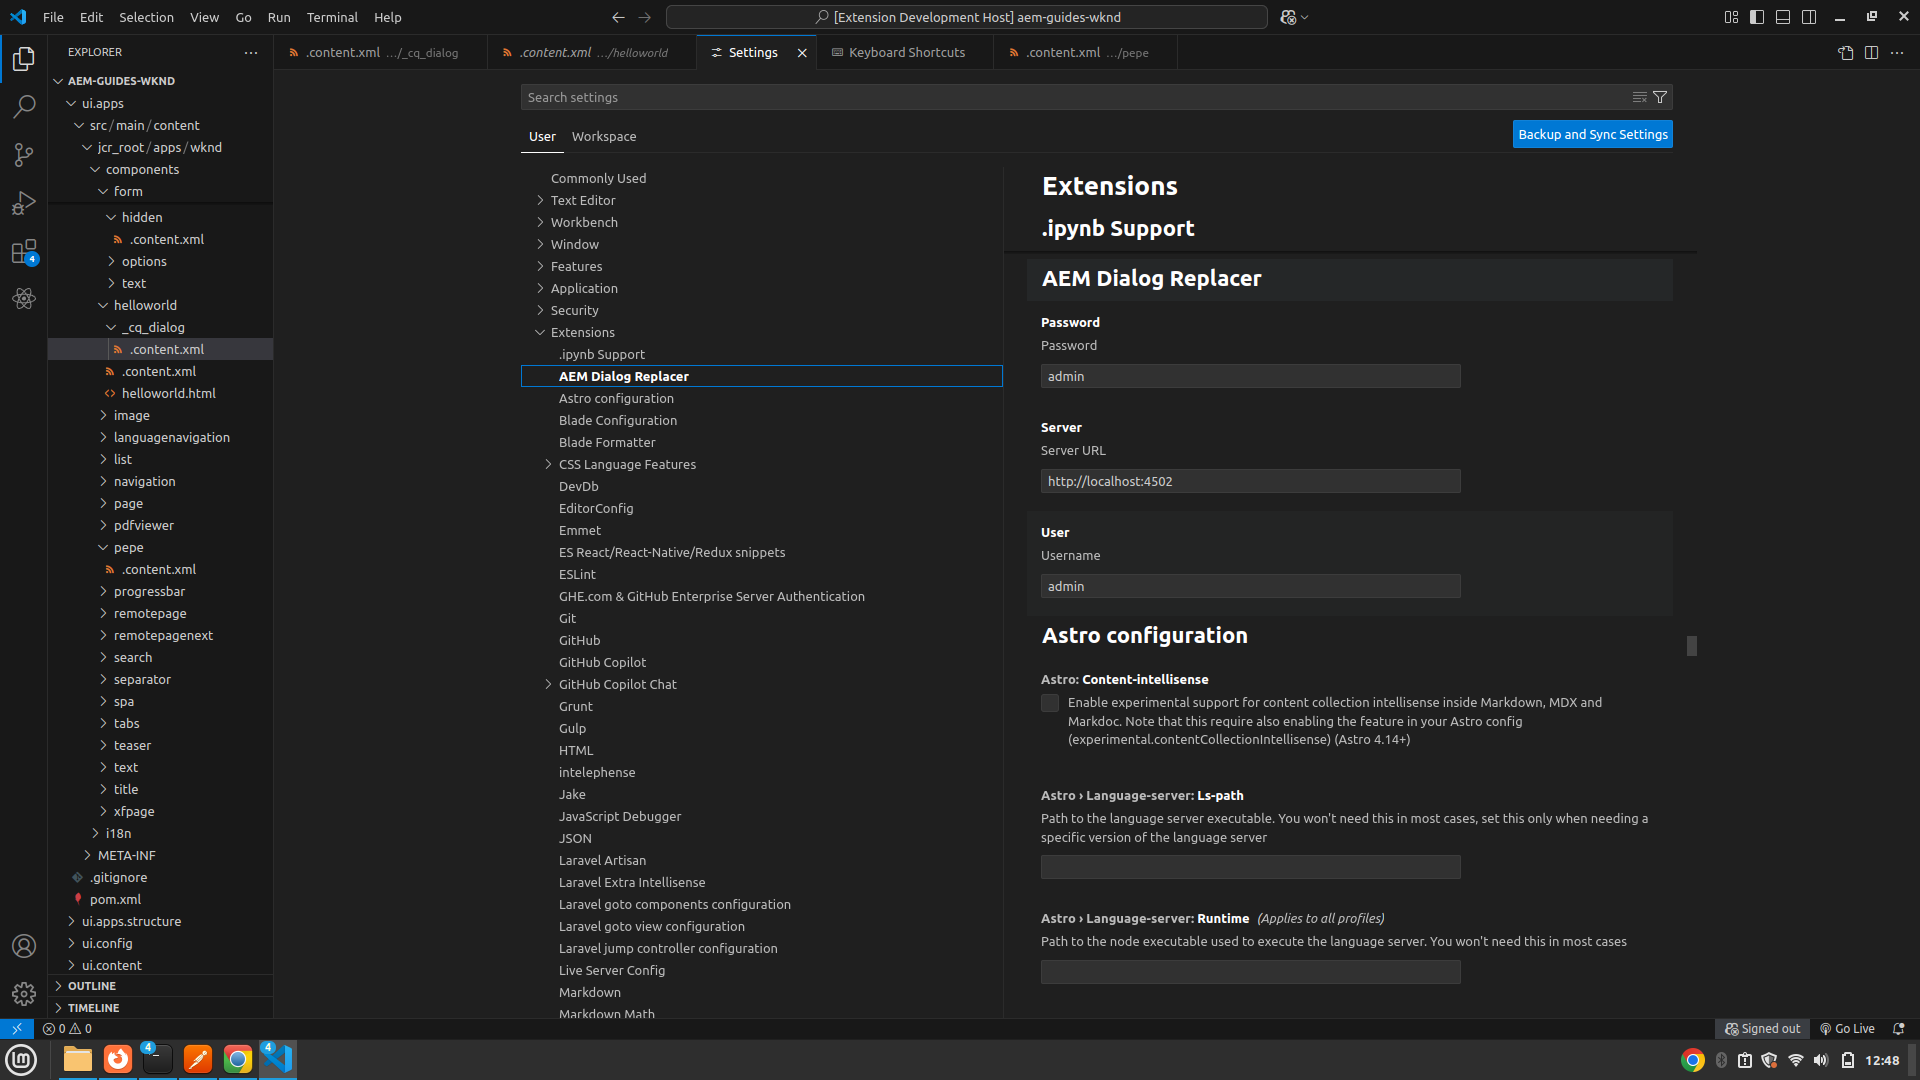 File Edit Selection View Go Run Terminal Help
[Extension Development Host] aem-guides-wknd
EXPLORER
.content.xml .../_cq_dialog
.content.xml .../helloworld
Settings
Keyboard Shortcuts
.content.xml .../pepe
AEM-GUIDES-WKND
ui.apps
src/main/content
jcr_root/apps/wknd
components
form
hidden
.content.xml
options
text
helloworld
_cq_dialog
.content.xml
.content.xml
helloworld.html
image
languagenavigation
list
navigation
page
pdfviewer
pepe
.content.xml
progressbar
remotepage
remotepagenext
search
separator
spa
tabs
teaser
text
title
xfpage
i18n
META-INF
.gitignore
pom.xml
ui.apps.structure
ui.config
ui.content
OUTLINE
TIMELINE
4
Search settings
User Workspace
Backup and Sync Settings
Commonly Used
Text Editor
Workbench
Window
Features
Application
Security
Extensions
.ipynb Support
AEM Dialog Replacer
Astro configuration
Blade Configuration
Blade Formatter
CSS Language Features
DevDb
EditorConfig
Emmet
ES React/React-Native/Redux snippets
ESLint
GHE.com & GitHub Enterprise Server Authentication
Git
GitHub
GitHub Copilot
GitHub Copilot Chat
Grunt
Gulp
HTML
intelephense
Jake
JavaScript Debugger
JSON
Laravel Artisan
Laravel Extra Intellisense
Laravel goto components configuration
Laravel goto view configuration
Laravel jump controller configuration
Live Server Config
Markdown
Markdown Math
Extensions
.ipynb Support
AEM Dialog Replacer
Password
Password
admin
Server
Server URL
http://localhost:4502
User
Username
admin
Astro configuration
Astro: Content-intellisense
Enable experimental support for content collection intellisense inside Markdown, MDX and
Markdoc. Note that this require also enabling the feature in your Astro config
(experimental.contentCollectionIntellisense) (Astro 4.14+)
Astro › Language-server: Ls-path
Path to the language server executable. You won't need this in most cases, set this only when needing a
specific version of the language server
Astro › Language-server: Runtime (Applies to all profiles)
Path to the node executable used to execute the language server. You won't need this in most cases
0 0
Signed out
Go Live
4
4
12:48